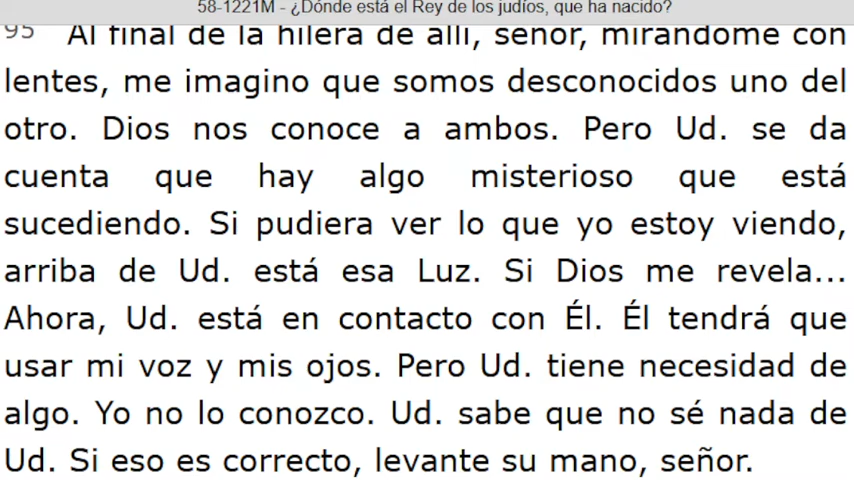 58-1221M - ¿Dónde está el Rey de los judíos, que ha nacido?
95 Al final de la hilera de allí, señor, mirándome con
lentes, me imagino que somos desconocidos uno del
otro. Dios nos conoce a ambos. Pero Ud. se da
cuenta que hay algo misterioso que está
sucediendo. Si pudiera ver lo que yo estoy viendo,
arriba de Ud. está esa Luz. Si Dios me revela...
Ahora, Ud. está en contacto con Él. Él tendrá que
usar mi voz y mis ojos. Pero Ud. tiene necesidad de
algo. Yo no lo conozco. Ud. sabe que no sé nada de
Ud. Si eso es correcto, levante su mano, señor.